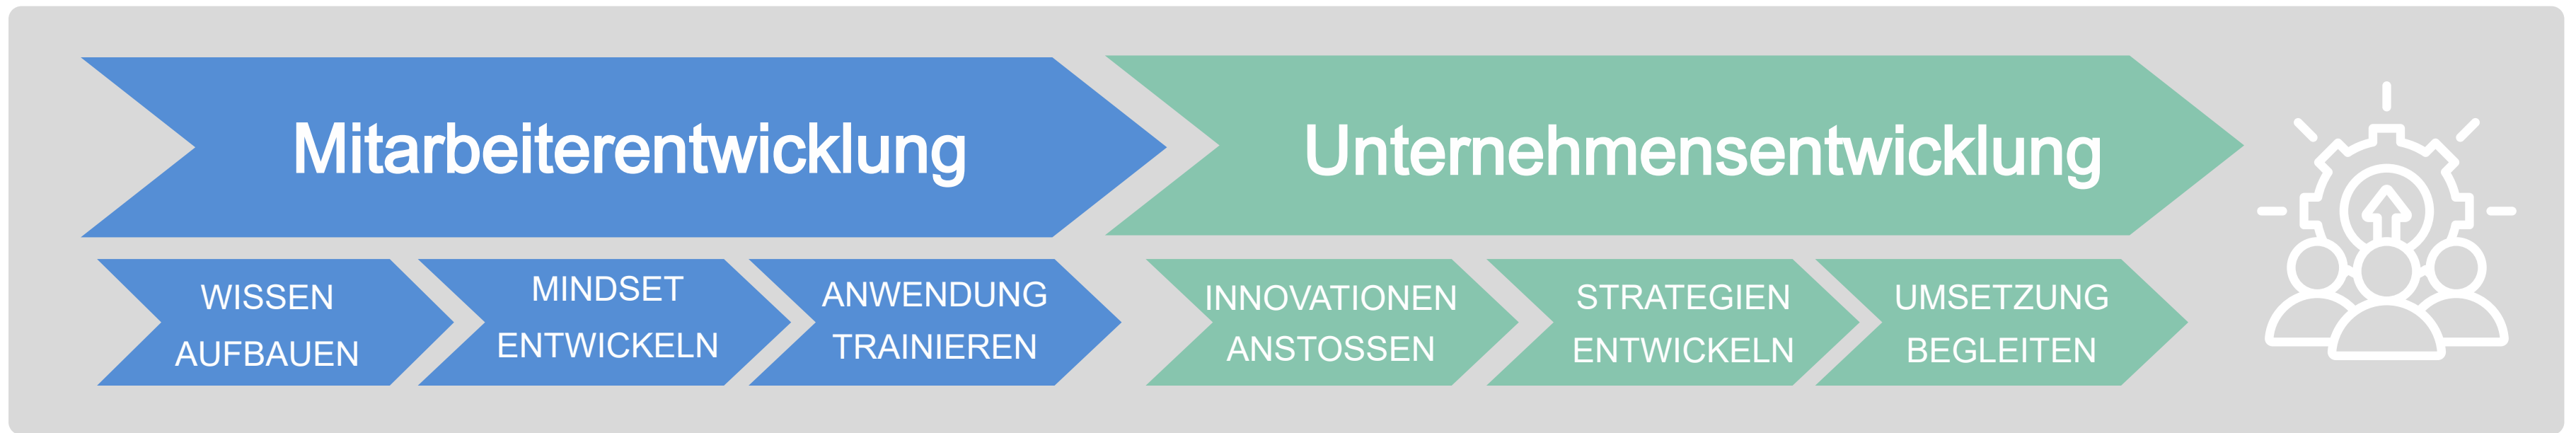 Mitarbeiterentwicklung
Unternehmensentwicklung
WISSEN
AUFBAUEN
MINDSET
ENTWICKELN
ANWENDUNG
TRAINIEREN
INNOVATIONEN
ANSTOSSEN
STRATEGIEN
ENTWICKELN
UMSETZUNG
BEGLEITEN